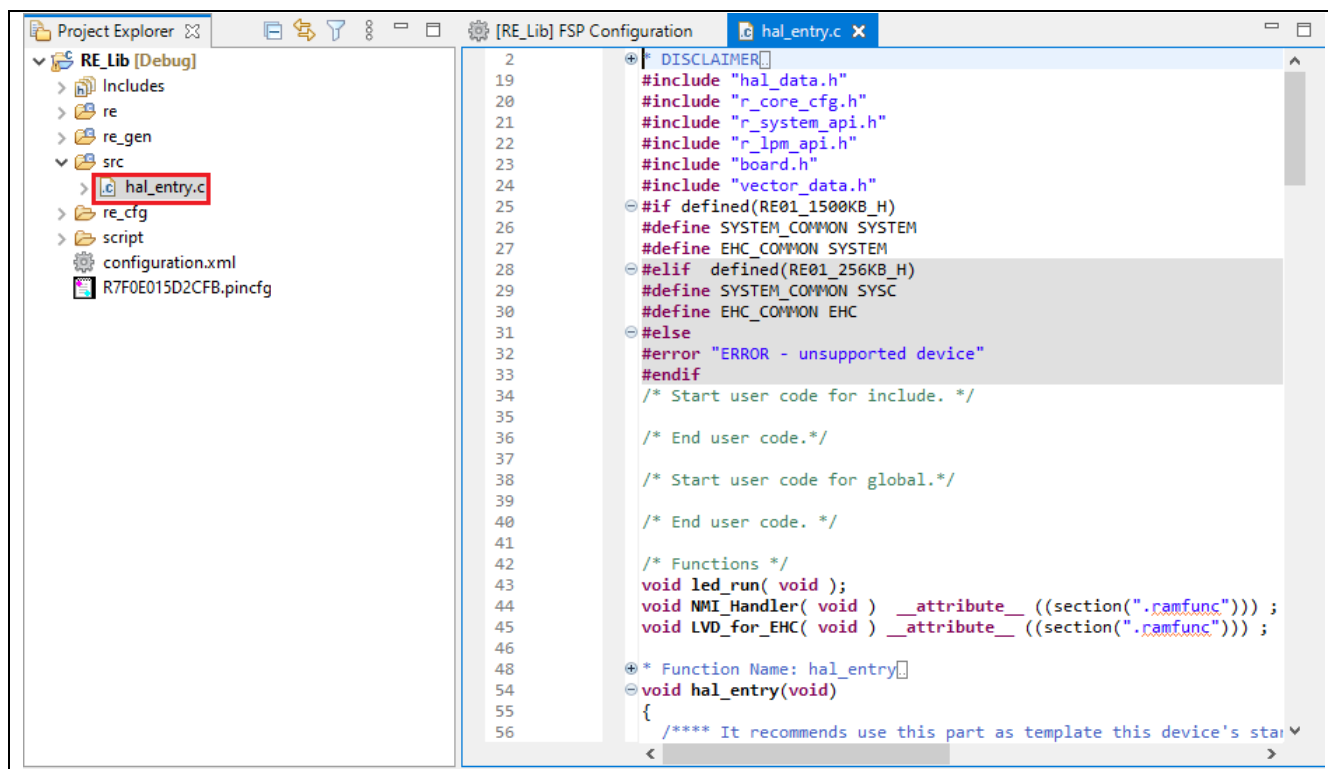 Project Explorer
RE_Lib [Debug]
Includes
re
re_gen
src
hal_entry.c
re_cfg
script
configuration.xml
R7F0E015D2CFB.pincfg
[RE_Lib] FSP Configuration
hal_entry.c
2 * DISCLAIMER
19 #include "hal_data.h"
20 #include "r_core_cfg.h"
21 #include "r_system_api.h"
22 #include "r_lpm_api.h"
23 #include "board.h"
24 #include "vector_data.h"
25 #if defined(RE01_1500KB_H)
26 #define SYSTEM_COMMON SYSTEM
27 #define EHC_COMMON SYSTEM
28 #elif  defined(RE01_256KB_H)
29 #define SYSTEM_COMMON SYSC
30 #define EHC_COMMON EHC
31 #else
32 #error "ERROR - unsupported device"
33 #endif
34 /* Start user code for include. */
35
36 /* End user code.*/
37
38 /* Start user code for global.*/
39
40 /* End user code. */
41
42 /* Functions */
43 void led_run( void );
44 void NMI_Handler( void )  __attribute__ ((section(".ramfunc"))) ;
45 void LVD_for_EHC( void ) __attribute__ ((section(".ramfunc"))) ;
46
48 * Function Name: hal_entry
54 void hal_entry(void)
55 {
56 /**** It recommends use this part as template this device's star